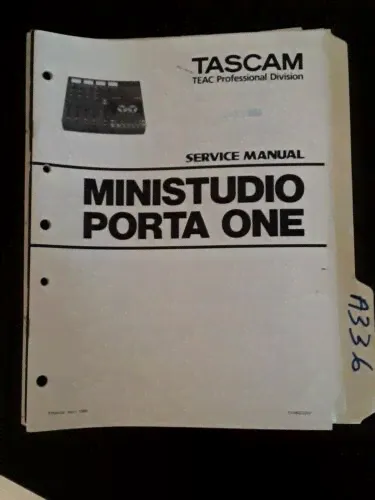 TASCAM
TEAC Professional Division
SERVICE MANUAL
MINISTUDIO
PORTA ONE
A336